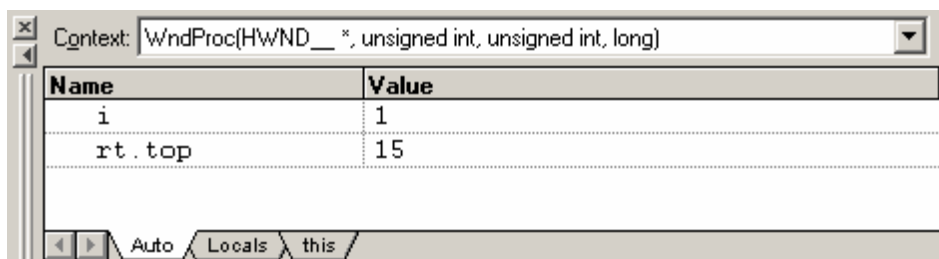 Context: WndProc(HWND__ *, unsigned int, unsigned int, long)
Name Value
i 1
rt.top 15
Auto Locals this